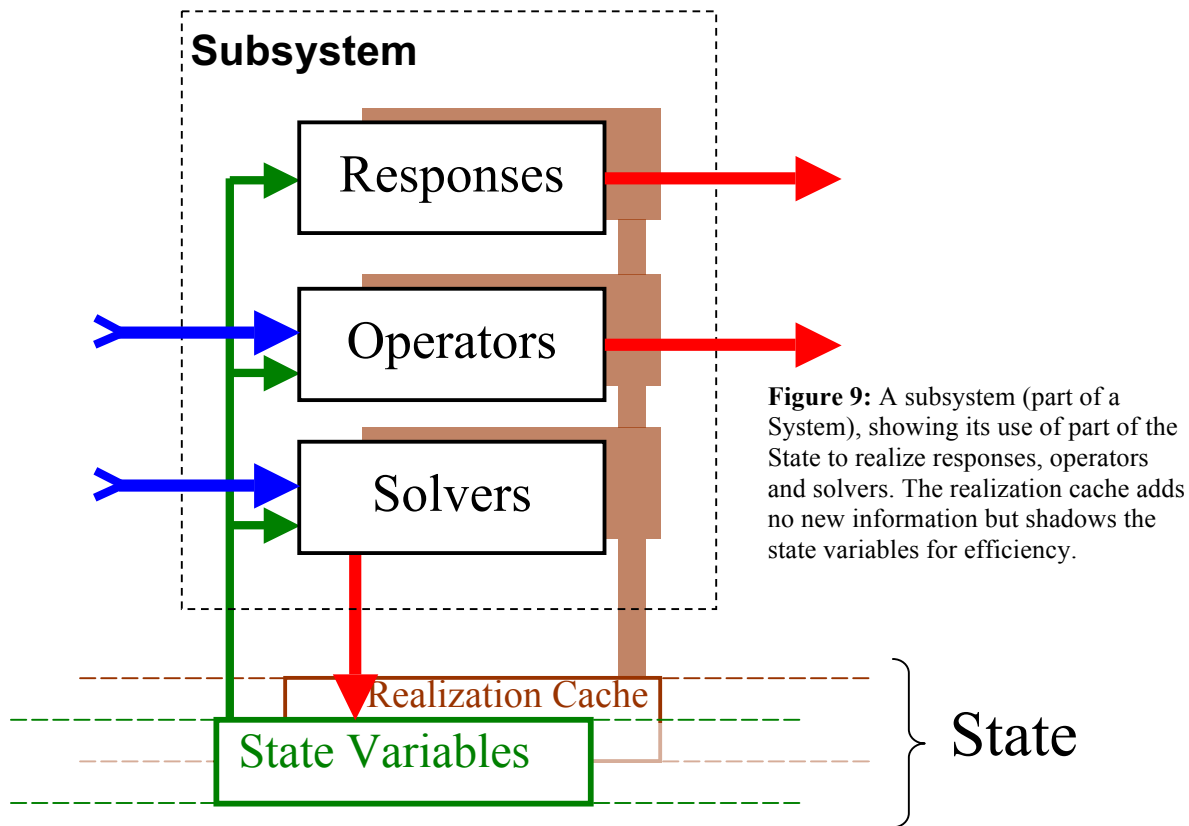 Subsystem
Responses
Operators
Solvers
Figure 9: A subsystem (part of a
System), showing its use of part of the
State to realize responses, operators
and solvers. The realization cache adds
no new information but shadows the
state variables for efficiency.
Realization Cache
State Variables
State